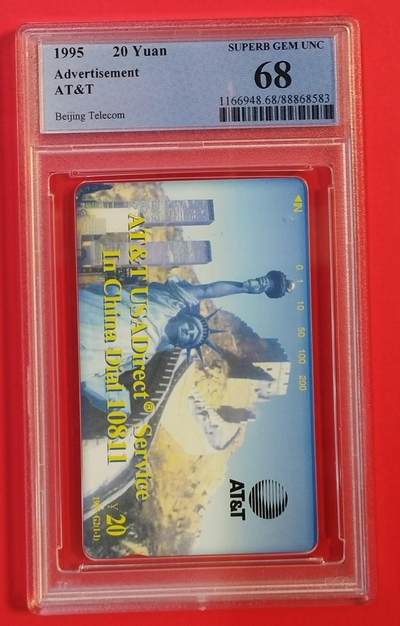 1995 20 Yuan
Advertisement
AT&T
Beijing Telecom
SUPERB GEM UNC
68
1166948.68/88868583
N
0 1 10 50 100 200
AT&T USADirect® Service
In China Dial 10811
AT&T
¥ 20